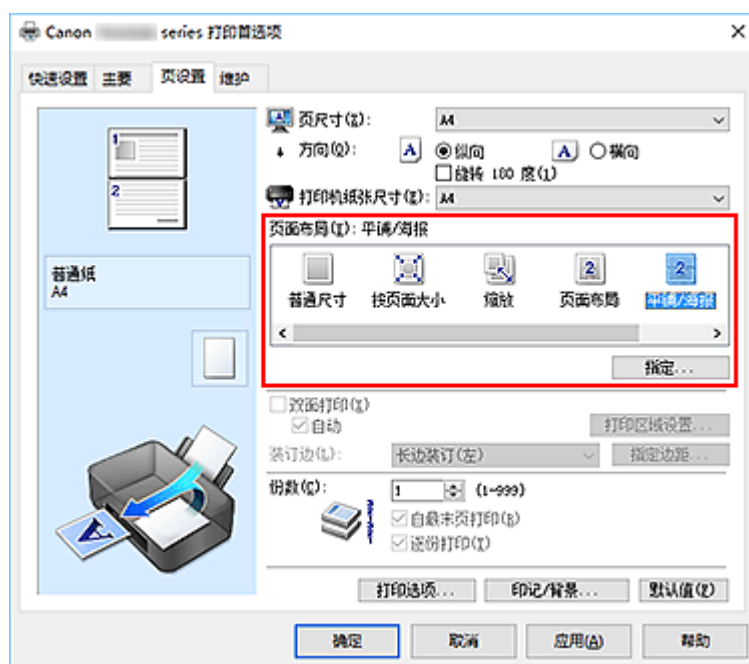 Canon series 打印首选项
快速设置 主要 页设置 维护
页尺寸(Z): A4
方向(O): A 纵向 A 横向
旋转 180 度(1)
打印机纸张尺寸(E): A4
页面布局(I): 平铺/海报
普通尺寸 按页面大小 缩放 页面布局 平铺/海报
指定...
双面打印(X)
自动 打印区域设置...
装订边(L): 长边装订(左) 指定边距...
份数(C): 1 (1-999)
自最末页打印(B)
逐份打印(T)
打印选项... 印记/背景... 默认值(Y)
1
2
普通纸
A4
确定 取消 应用(A) 帮助